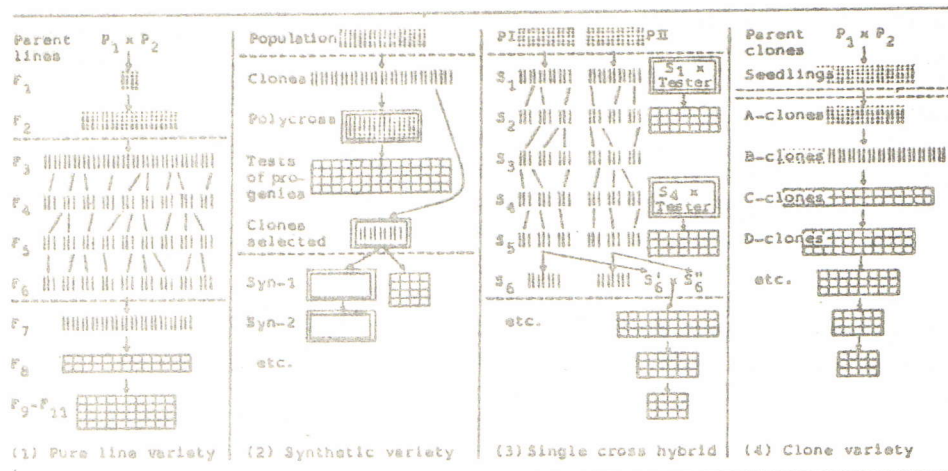 Parent lines
P1 x P2
F1
F2
F3
F4
F5
F6
F7
F8
F9-F11
(1) Pure line variety
Population
Clones
Polycross
Tests of pro-
genies
Clones selected
Syn-1
Syn-2
etc.
(2) Synthetic variety
PI PII
S1
S1 x Tester
S2
S3
S4
S4 x Tester
S5
S6 S6' x S6"
etc.
(3) Single cross hybrid
Parent clones
P1 x P2
Seedlings
A-clones
B-clones
C-clones
D-clones
etc.
(4) Clone variety